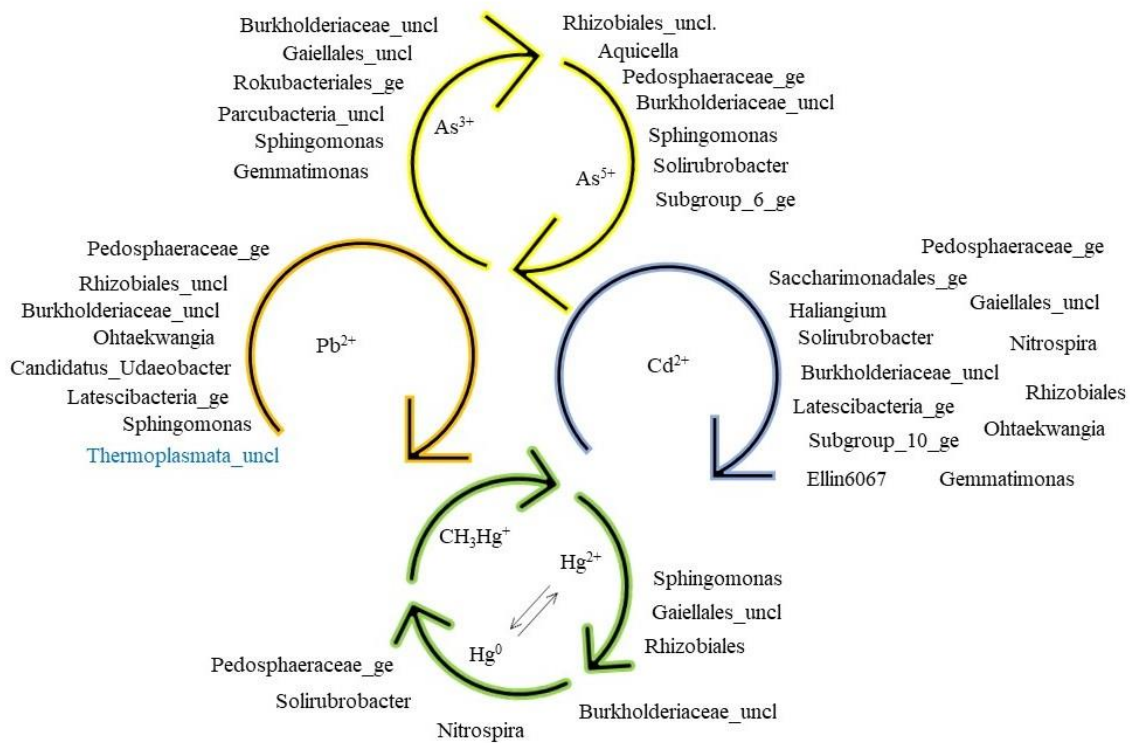 Burkholderiaceae_uncl
Gaiellales_uncl
Rokubacteriales_ge
Parcubacteria_uncl
Sphingomonas
Gemmatimonas
As³⁺
Rhizobiales_uncl.
Aquicella
Pedosphaeraceae_ge
Burkholderiaceae_uncl
Sphingomonas
Solirubrobacter
Subgroup_6_ge
As⁵⁺
Pedosphaeraceae_ge
Rhizobiales_uncl
Burkholderiaceae_uncl
Ohtaekwangia
Candidatus_Udaeobacter
Latescibacteria_ge
Sphingomonas
Thermoplasmata_uncl
Pb²⁺
Cd²⁺
Pedosphaeraceae_ge
Saccharimonadales_ge
Gaiellales_uncl
Haliangium
Solirubrobacter
Nitrospira
Burkholderiaceae_uncl
Rhizobiales
Latescibacteria_ge
Ohtaekwangia
Subgroup_10_ge
Ellin6067
Gemmatimonas
CH₃Hg⁺
Hg²⁺
Hg⁰
Sphingomonas
Gaiellales_uncl
Rhizobiales
Burkholderiaceae_uncl
Pedosphaeraceae_ge
Solirubrobacter
Nitrospira